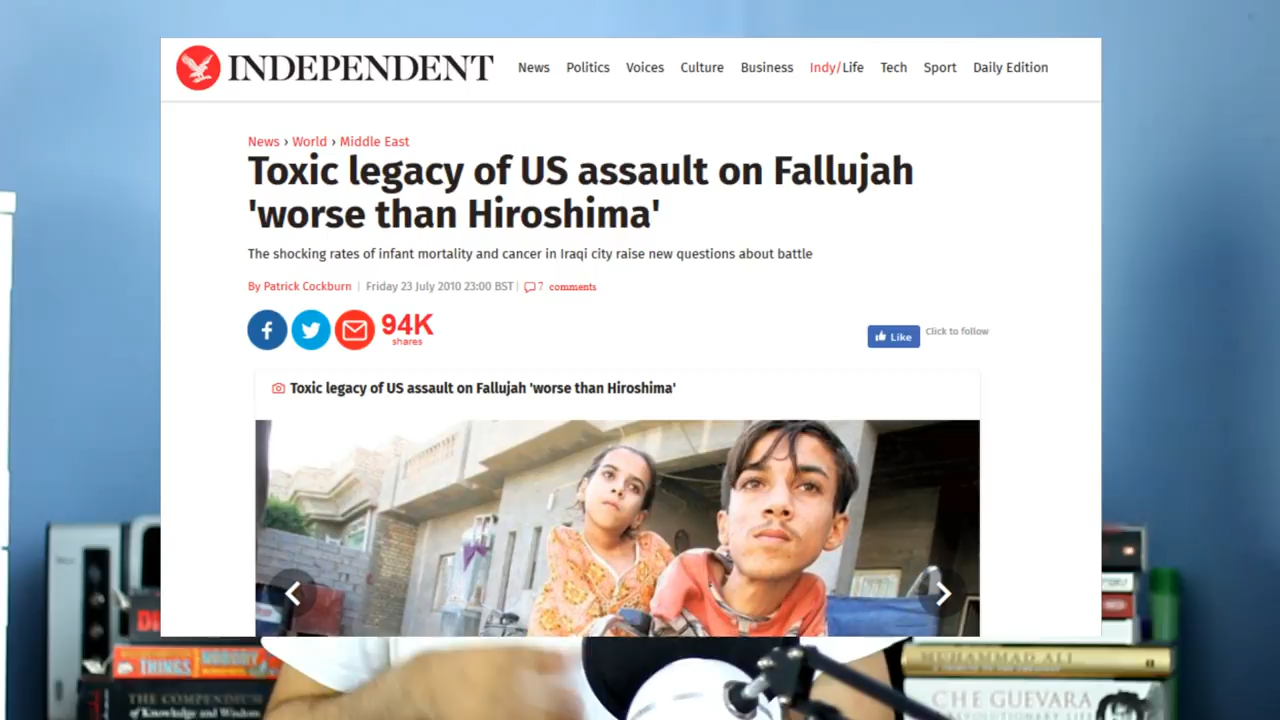 INDEPENDENT
News Politics Voices Culture Business Indy/Life Tech Sport Daily Edition
News › World › Middle East
Toxic legacy of US assault on Fallujah
'worse than Hiroshima'
The shocking rates of infant mortality and cancer in Iraqi city raise new questions about battle
By Patrick Cockburn | Friday 23 July 2010 23:00 BST | 7 comments
94K
shares
Like
Click to follow
Toxic legacy of US assault on Fallujah 'worse than Hiroshima'
THINGS
NOBODY
THE COMPENDIUM
of Knowledge and Wisdom
MUHAMMAD ALI
CHE GUEVARA